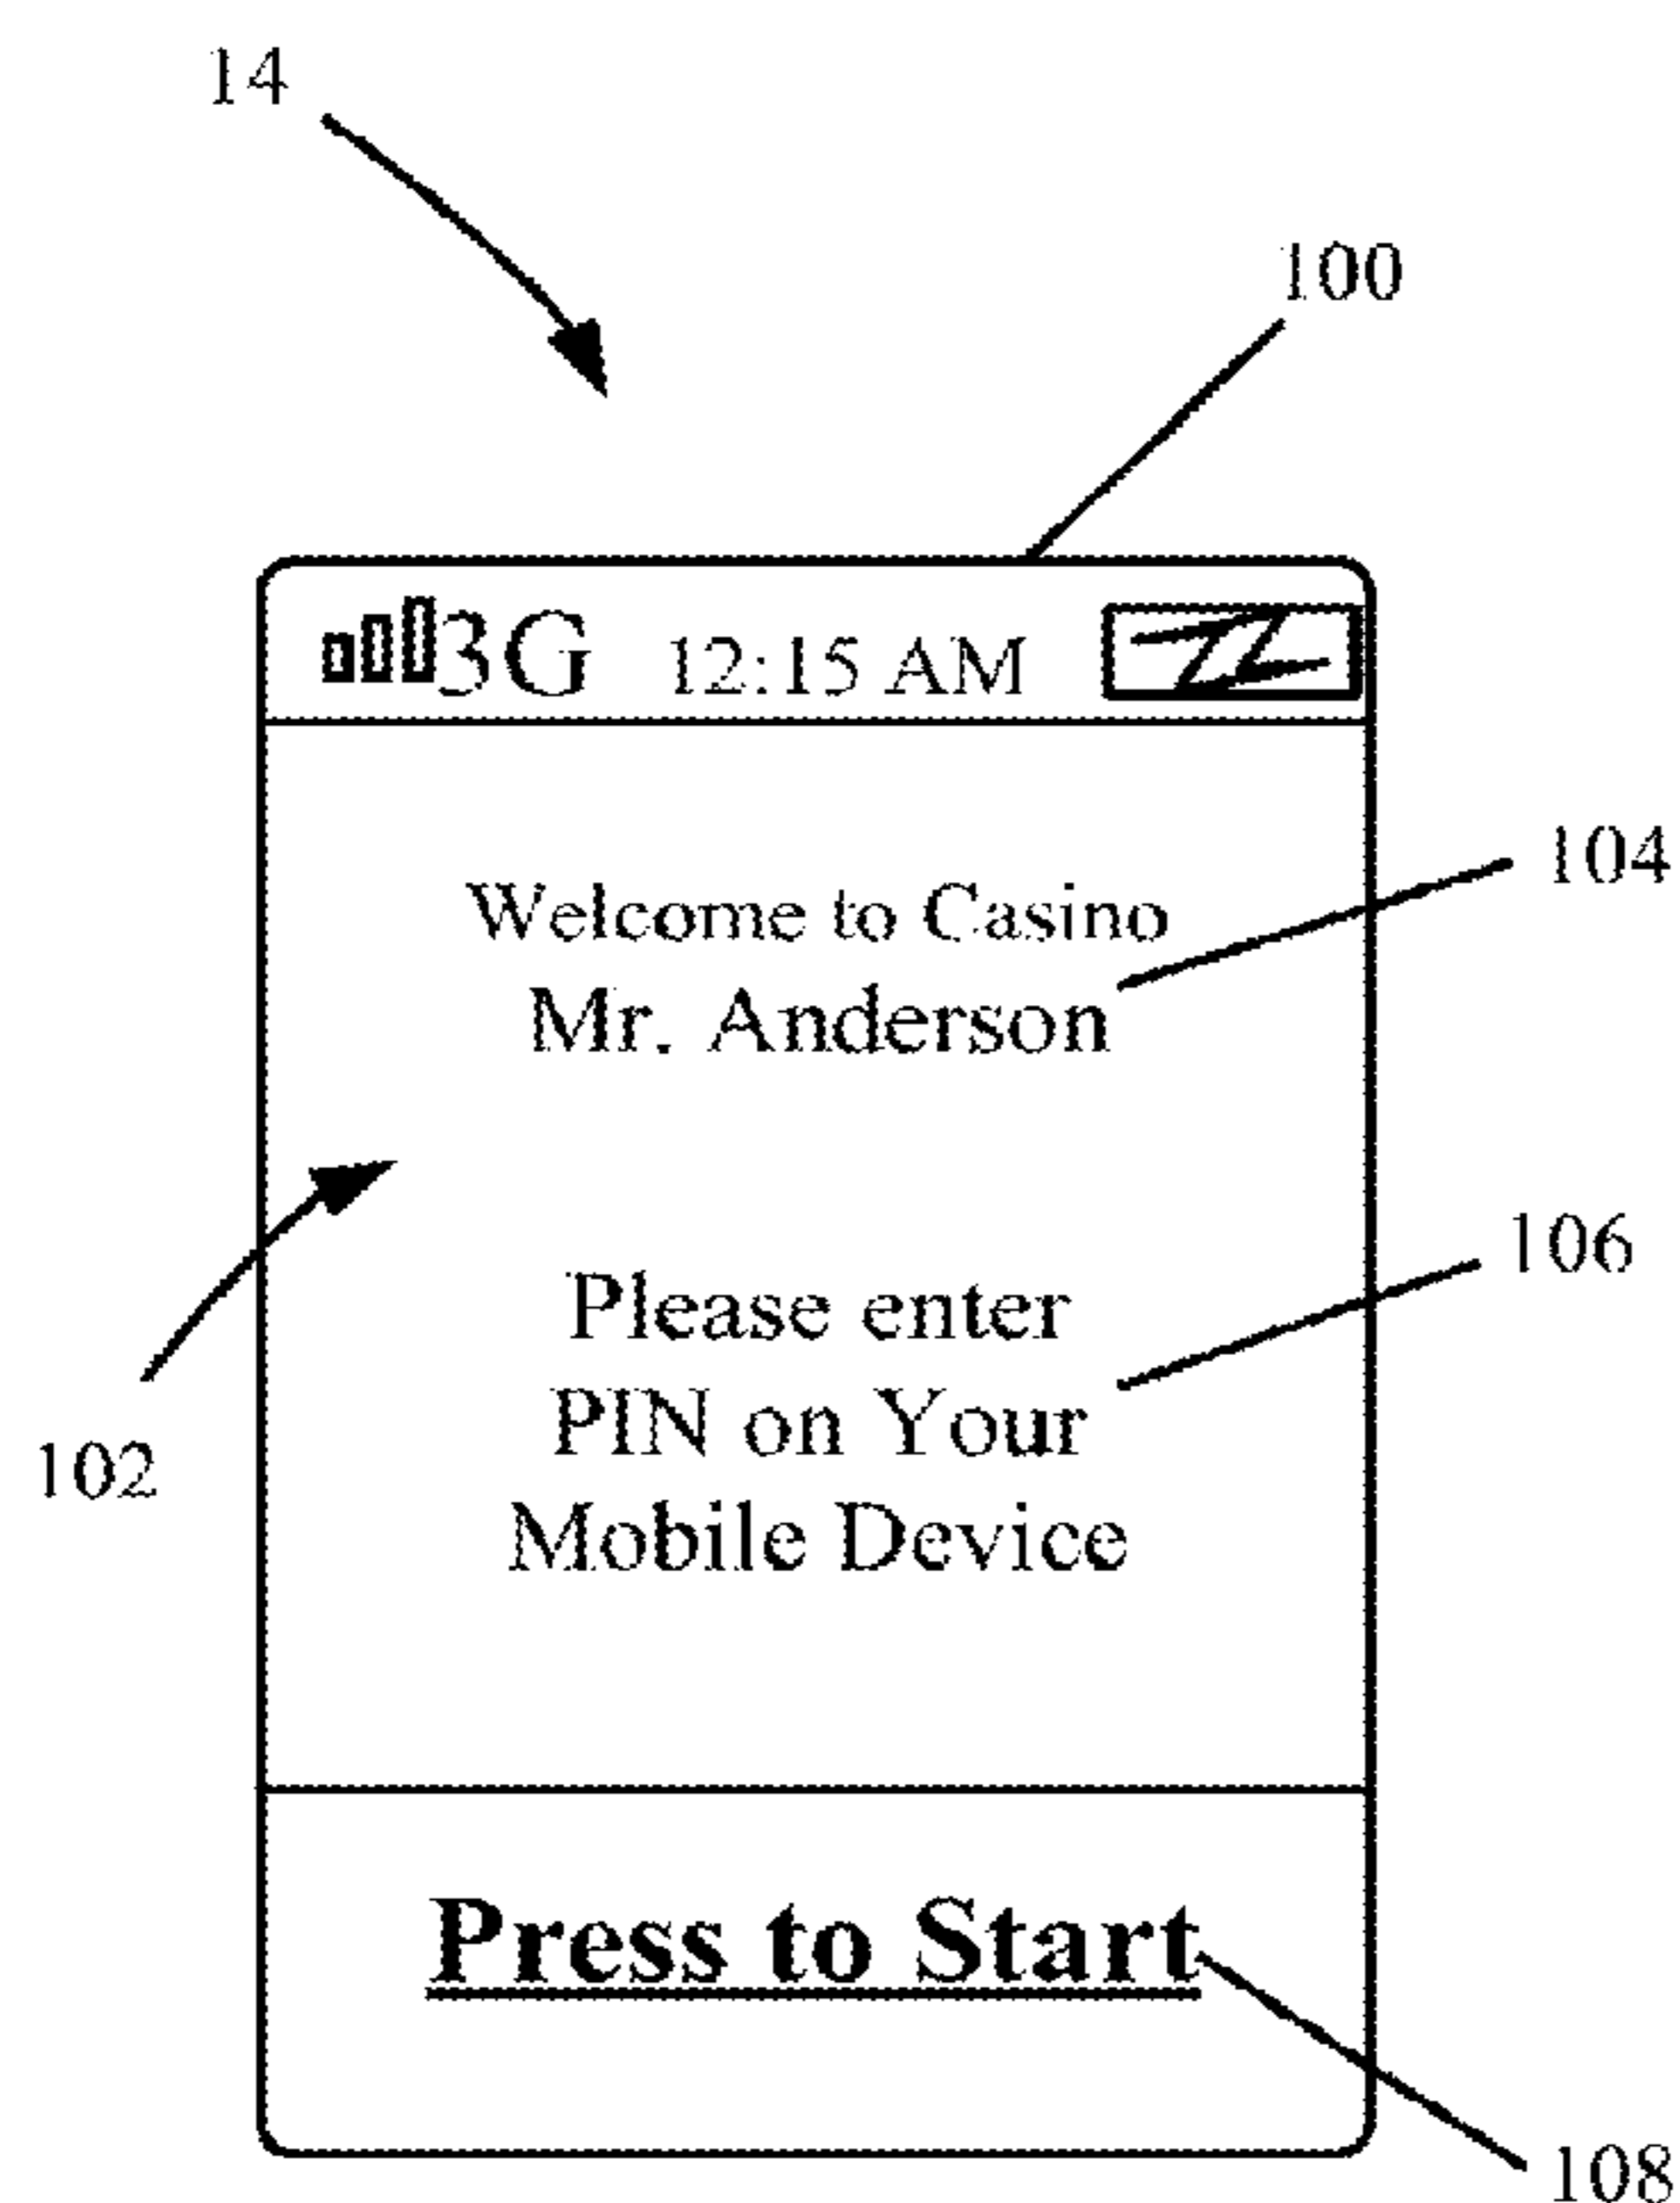 14
100
3G 12:15 AM
104
Welcome to Casino
Mr. Anderson
106
Please enter
PIN on Your
Mobile Device
102
Press to Start
108